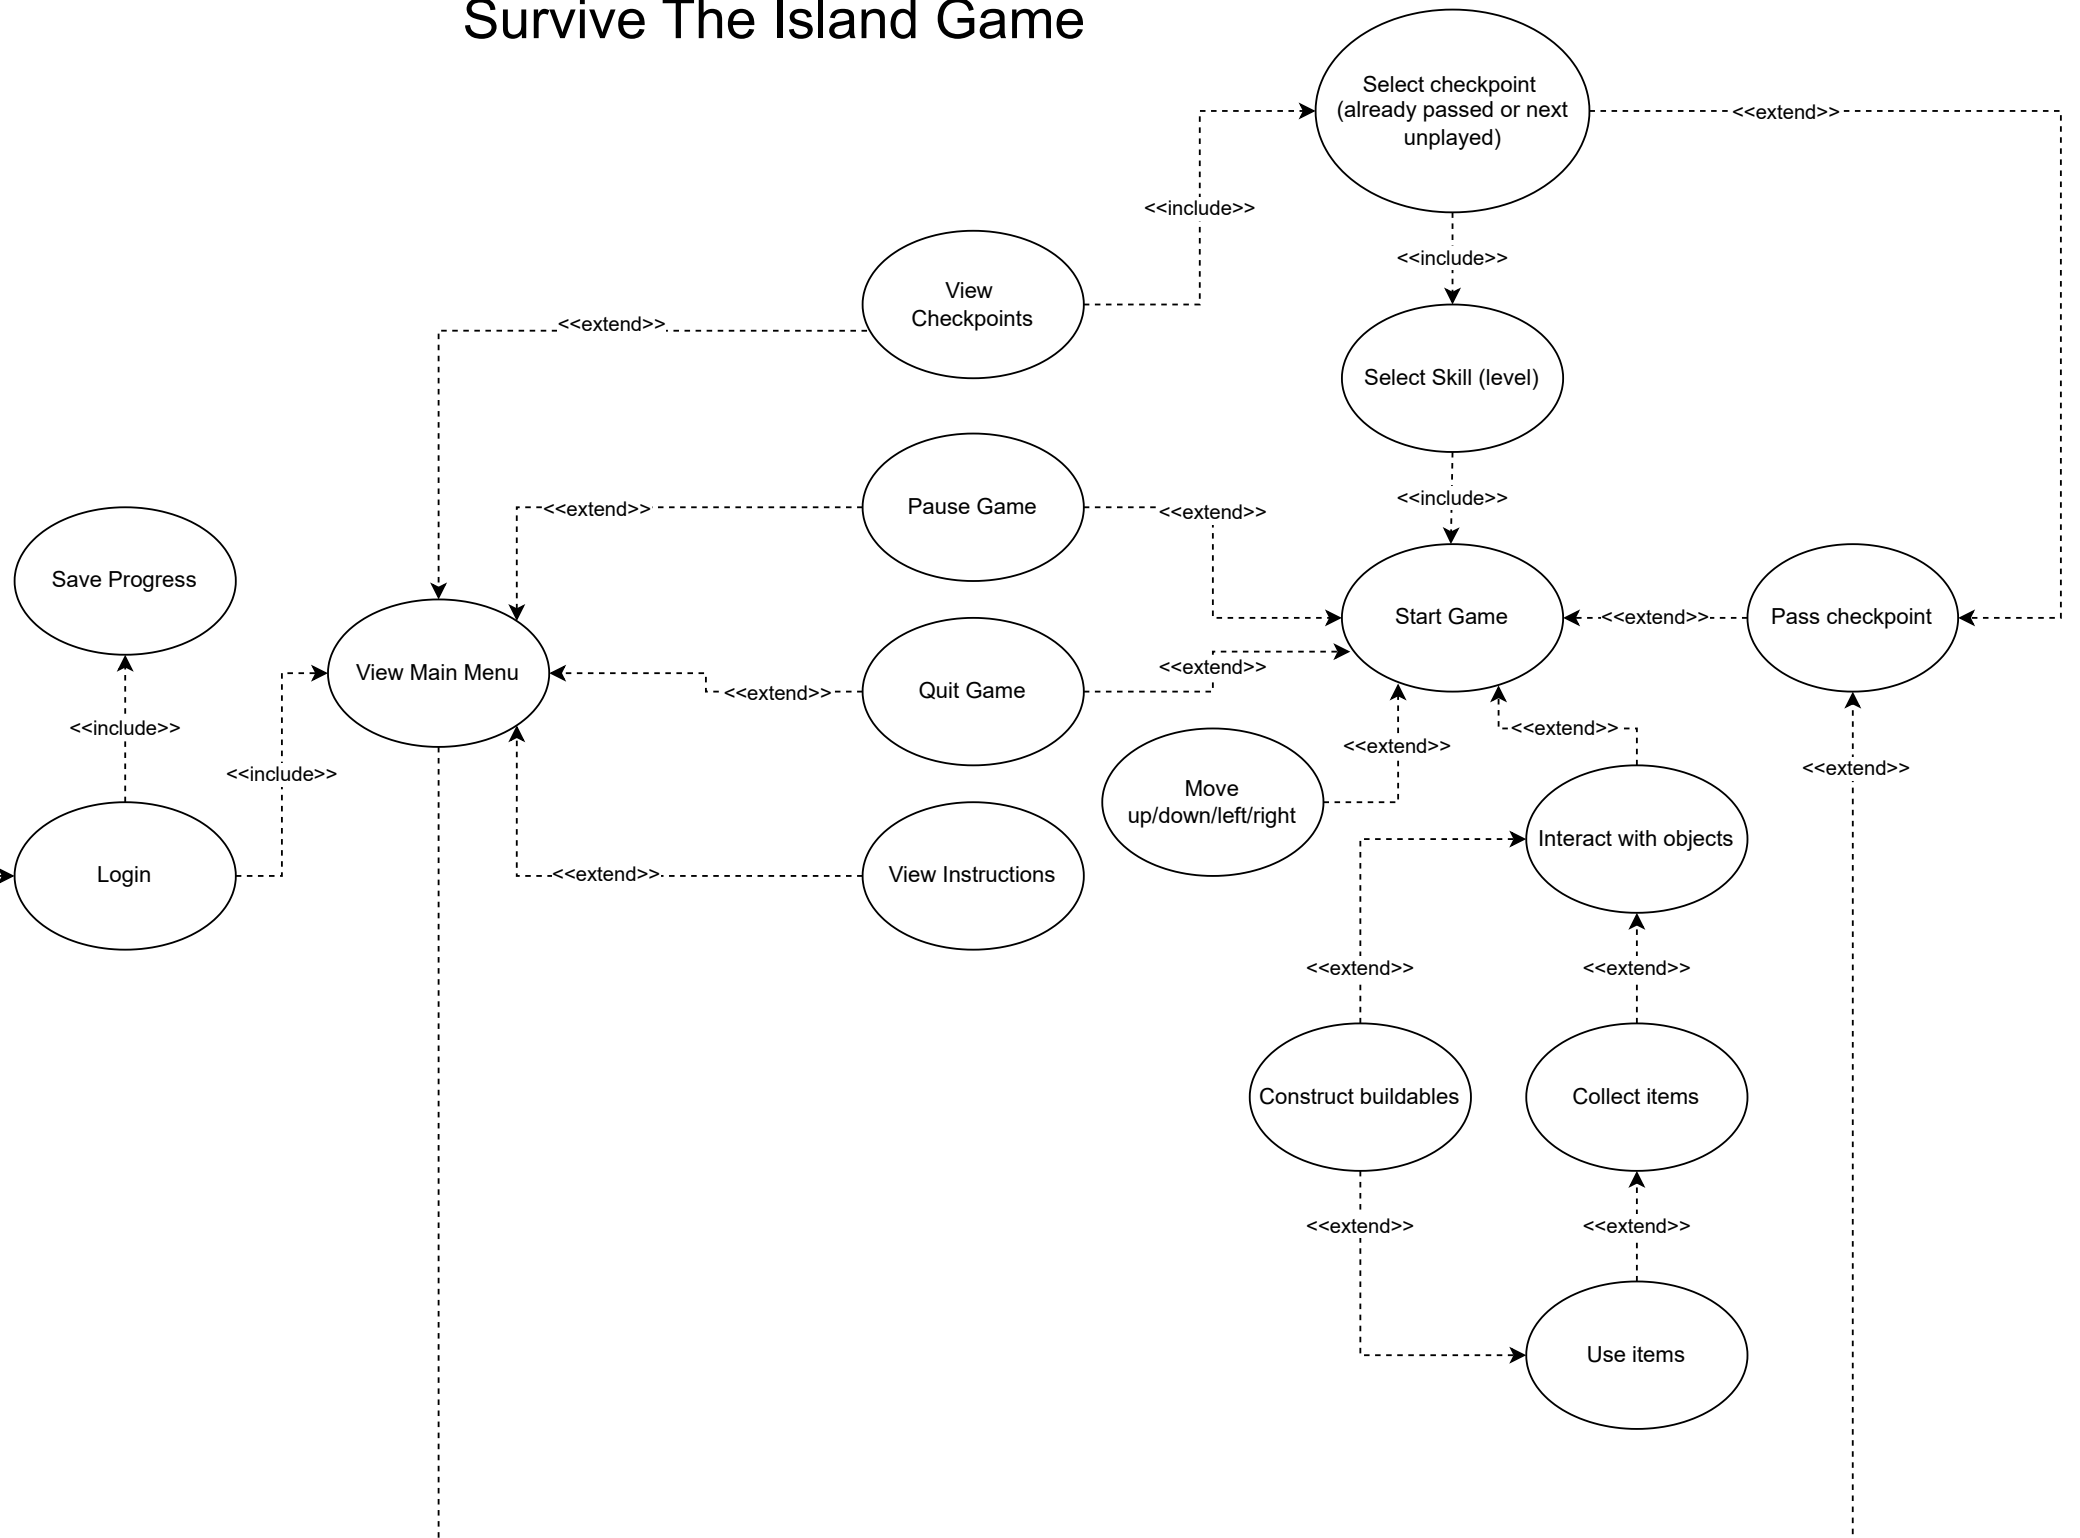 Survive The Island Game
Select checkpoint
(already passed or next
unplayed)
<<extend>>
<<include>>
<<include>>
View
Checkpoints
<<extend>>
Select Skill (level)
<<include>>
Pause Game
<<extend>>
<<extend>>
Save Progress
Start Game
<<extend>>
Pass checkpoint
View Main Menu
Quit Game
<<extend>>
<<extend>>
<<include>>
<<include>>
<<extend>>
<<extend>>
<<extend>>
Move
up/down/left/right
Interact with objects
Login
<<extend>>
View Instructions
<<extend>>
<<extend>>
Construct buildables
Collect items
<<extend>>
<<extend>>
Use items